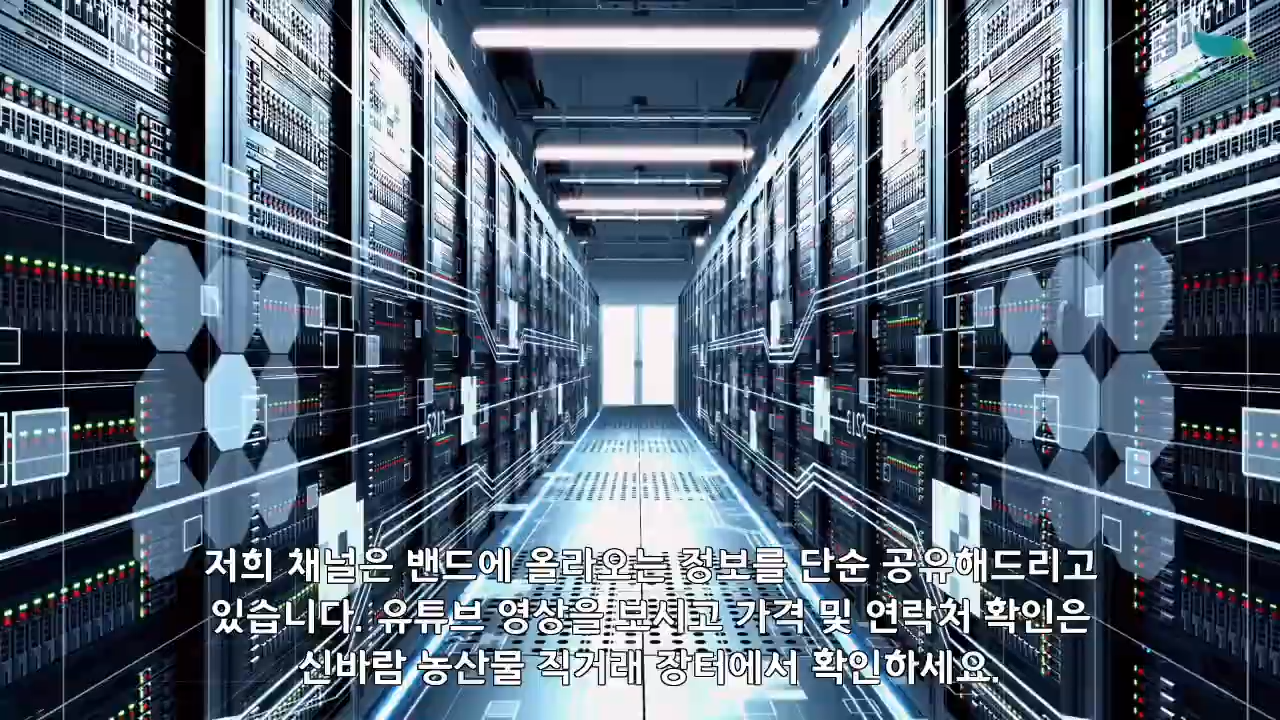 저희 채널은 밴드에 올라오는 정보를 단순 공유해드리고
있습니다. 유튜브 영상을 보시고 가격 및 연락처 확인은
신바람 농산물 직거래 장터에서 확인하세요.